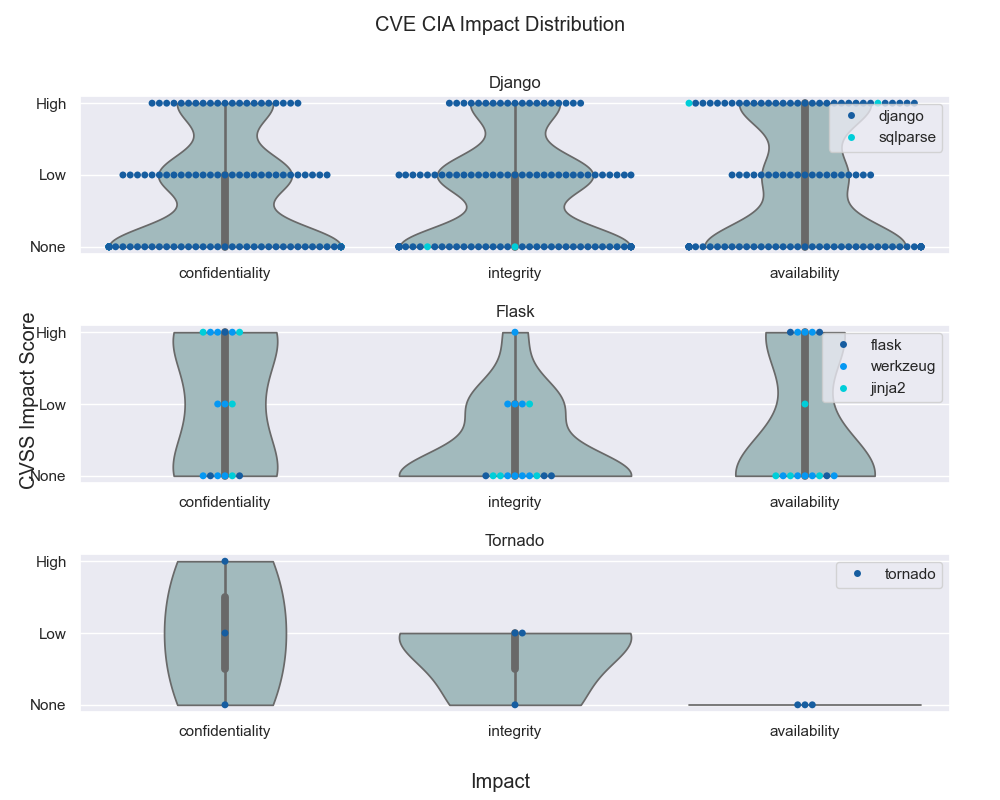 CVE CIA Impact Distribution
Django
High
Low
None
django
sqlparse
confidentiality
integrity
availability
CVSS Impact Score
Flask
High
Low
None
flask
werkzeug
jinja2
confidentiality
integrity
availability
Tornado
High
Low
None
tornado
confidentiality
integrity
availability
Impact